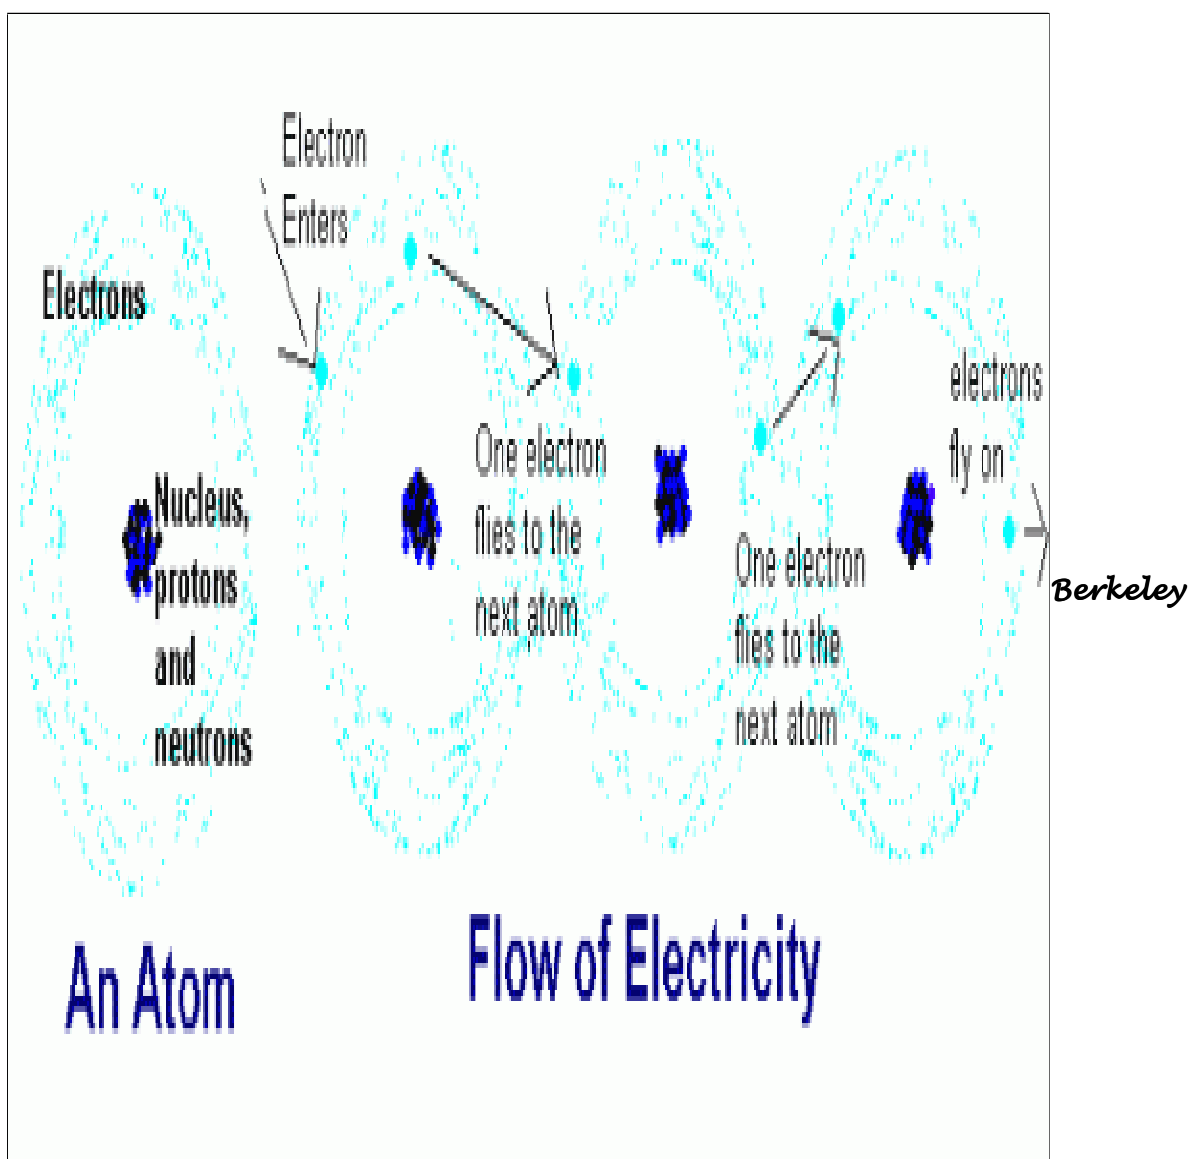 Electron
Enters
Electrons
Nucleus,
protons
and
neutrons
One electron
flies to the
next atom
One electron
flies to the
next atom
electrons
fly on
Berkeley
An Atom
Flow of Electricity